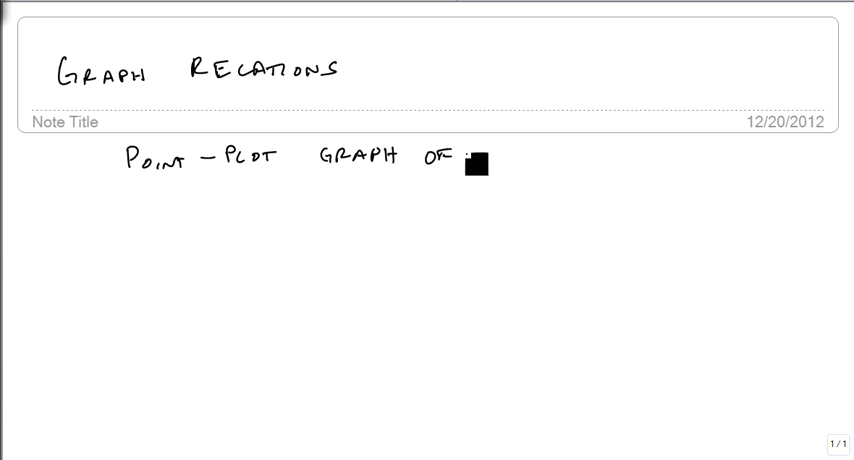 GRAPH RELATIONS
Note Title
12/20/2012
POINT-PLOT GRAPH OF
1 / 1